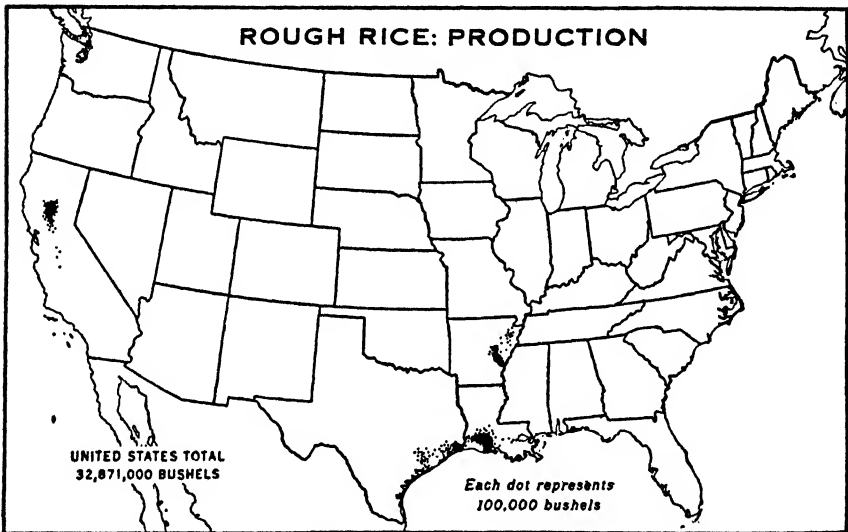 ROUGH RICE: PRODUCTION
UNITED STATES TOTAL
32,871,000 BUSHELS
Each dot represents
100,000 bushels